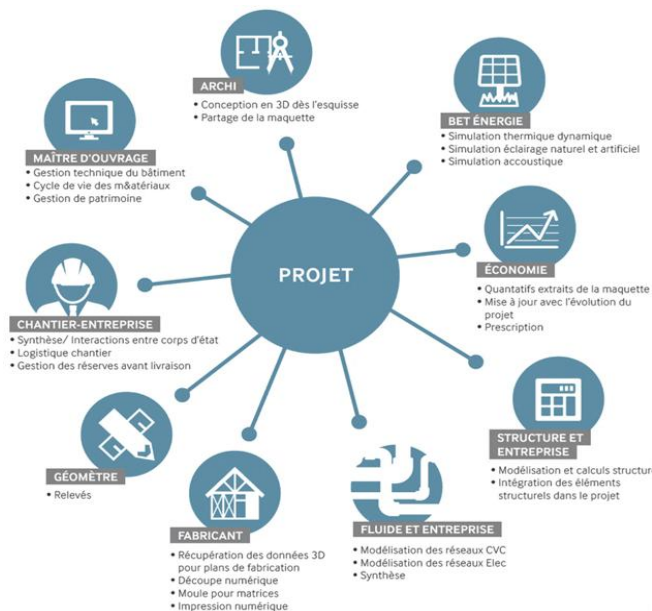 ARCHI
• Conception en 3D dès l'esquisse
• Partage de la maquette
BET ÉNERGIE
• Simulation thermique dynamique
• Simulation éclairage naturel et artificiel
• Simulation accoustique
MAÎTRE D'OUVRAGE
• Gestion technique du bâtiment
• Cycle de vie des m&atériaux
• Gestion de patrimoine
PROJET
ÉCONOMIE
• Quantatifs extraits de la maquette
• Mise à jour avec l'évolution du
projet
• Prescription
CHANTIER-ENTREPRISE
• Synthèse/ Interactions entre corps d'état
• Logistique chantier
• Gestion des réserves avant livraison
STRUCTURE ET
ENTREPRISE
• Modélisation et calculs structure
• Intégration des éléments
structurels dans le projet
GÉOMÈTRE
• Relevés
FABRICANT
• Récupération des données 3D
pour plans de fabrication
• Découpe numérique
• Moule pour matrices
• Impression numérique
FLUIDE ET ENTREPRISE
• Modélisation des réseaux CVC
• Modélisation des réseaux Elec
• Synthèse